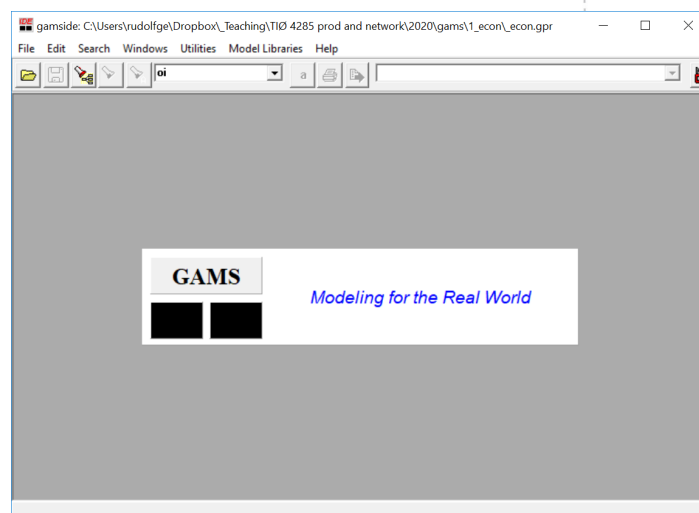 gamside: C:\Users\rudolfge\Dropbox\_Teaching\TIØ 4285 prod and network\2020\gams\1_econ\_econ.gpr
File Edit Search Windows Utilities Model Libraries Help
oi a
GAMS
Modeling for the Real World